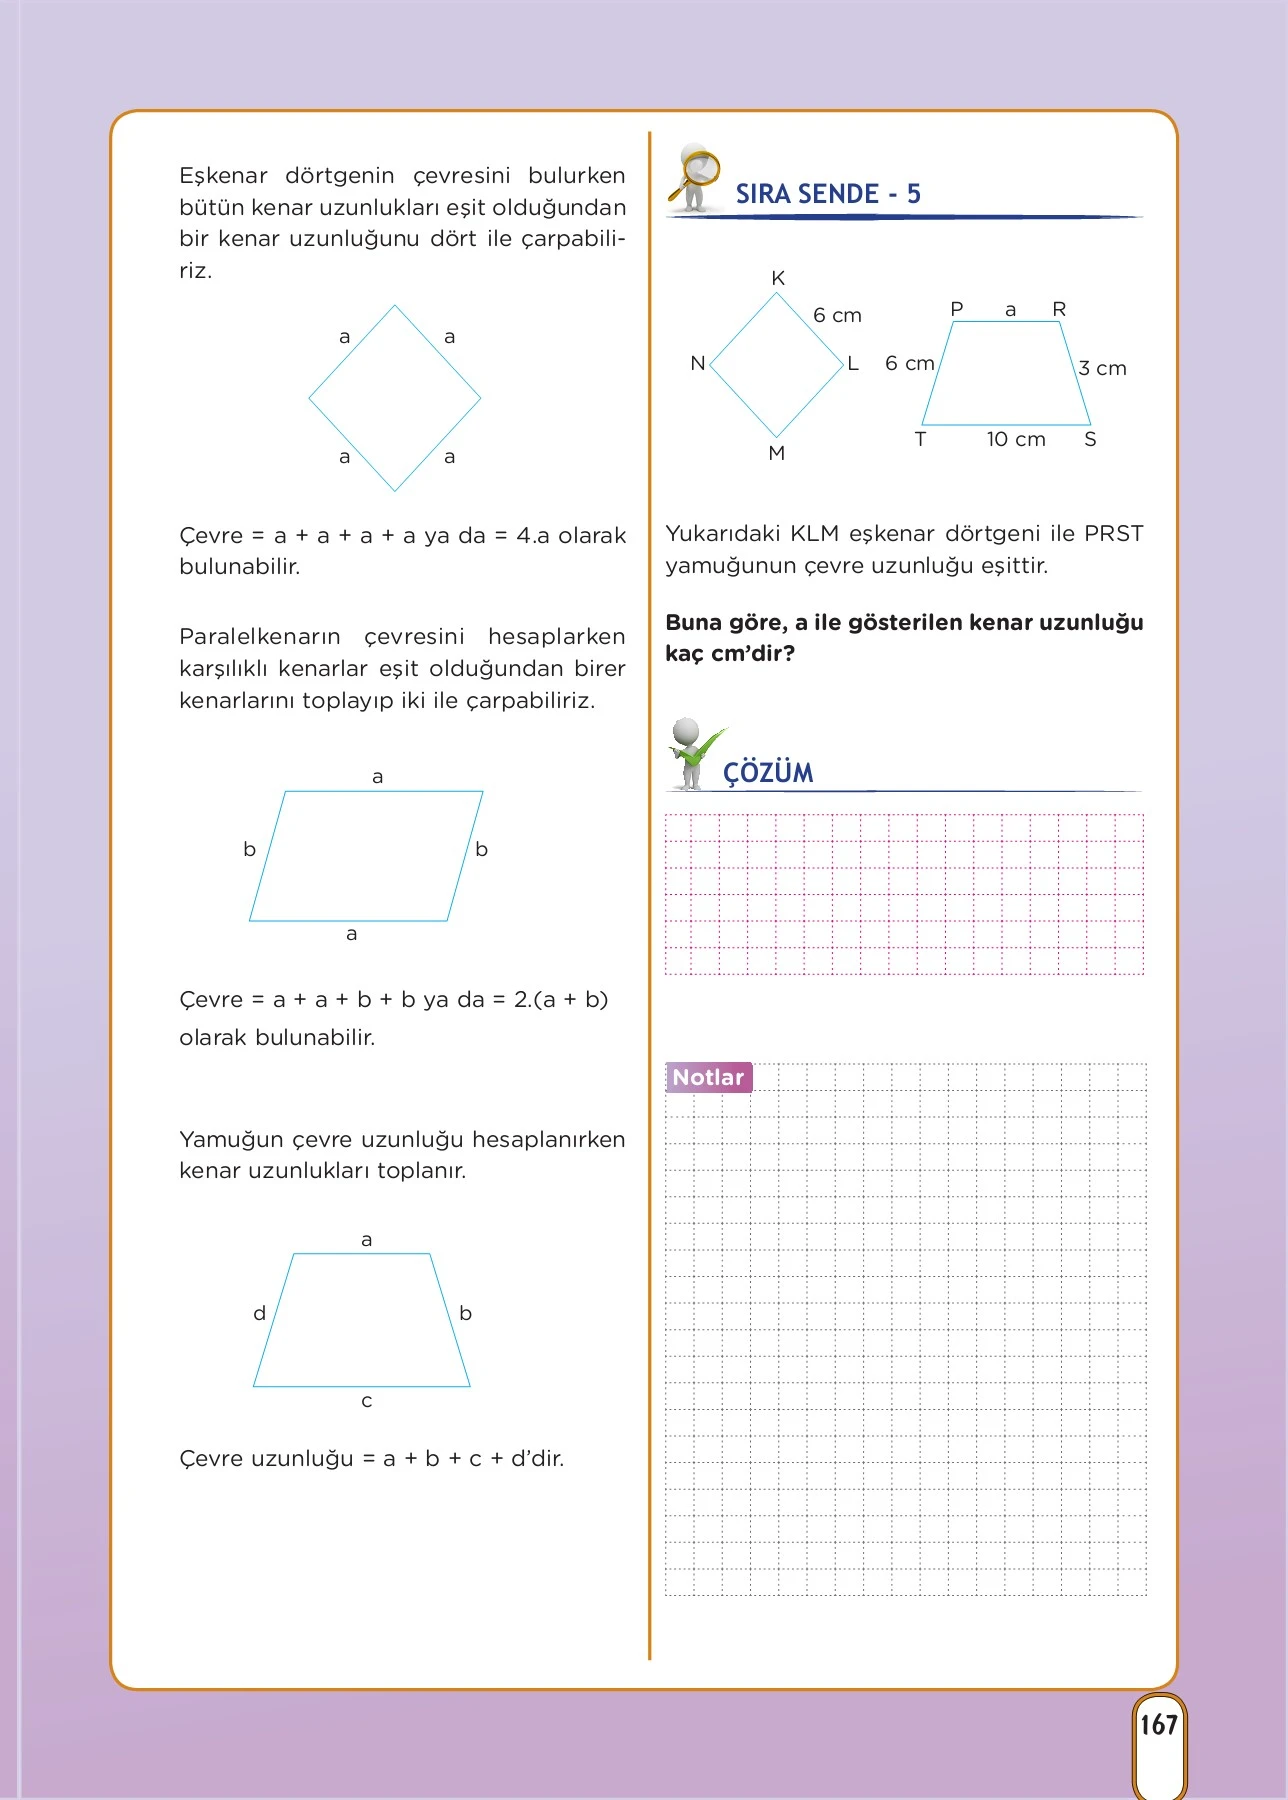 Eşkenar dörtgenin çevresini bulurken
bütün kenar uzunlukları eşit olduğundan
bir kenar uzunluğunu dört ile çarpabili-
riz.
a a
a a
Çevre = a + a + a + a ya da = 4.a olarak
bulunabilir.
Paralelkenarın çevresini hesaplarken
karşılıklı kenarlar eşit olduğundan birer
kenarlarını toplayıp iki ile çarpabiliriz.
a
b b
a
Çevre = a + a + b + b ya da = 2.(a + b)
olarak bulunabilir.
Yamuğun çevre uzunluğu hesaplanırken
kenar uzunlukları toplanır.
a
d b
c
Çevre uzunluğu = a + b + c + d’dir.
SIRA SENDE - 5
K
6 cm
N L
M
P a R
6 cm 3 cm
T 10 cm S
Yukarıdaki KLM eşkenar dörtgeni ile PRST
yamuğunun çevre uzunluğu eşittir.
Buna göre, a ile gösterilen kenar uzunluğu
kaç cm’dir?
ÇÖZÜM
Notlar
167